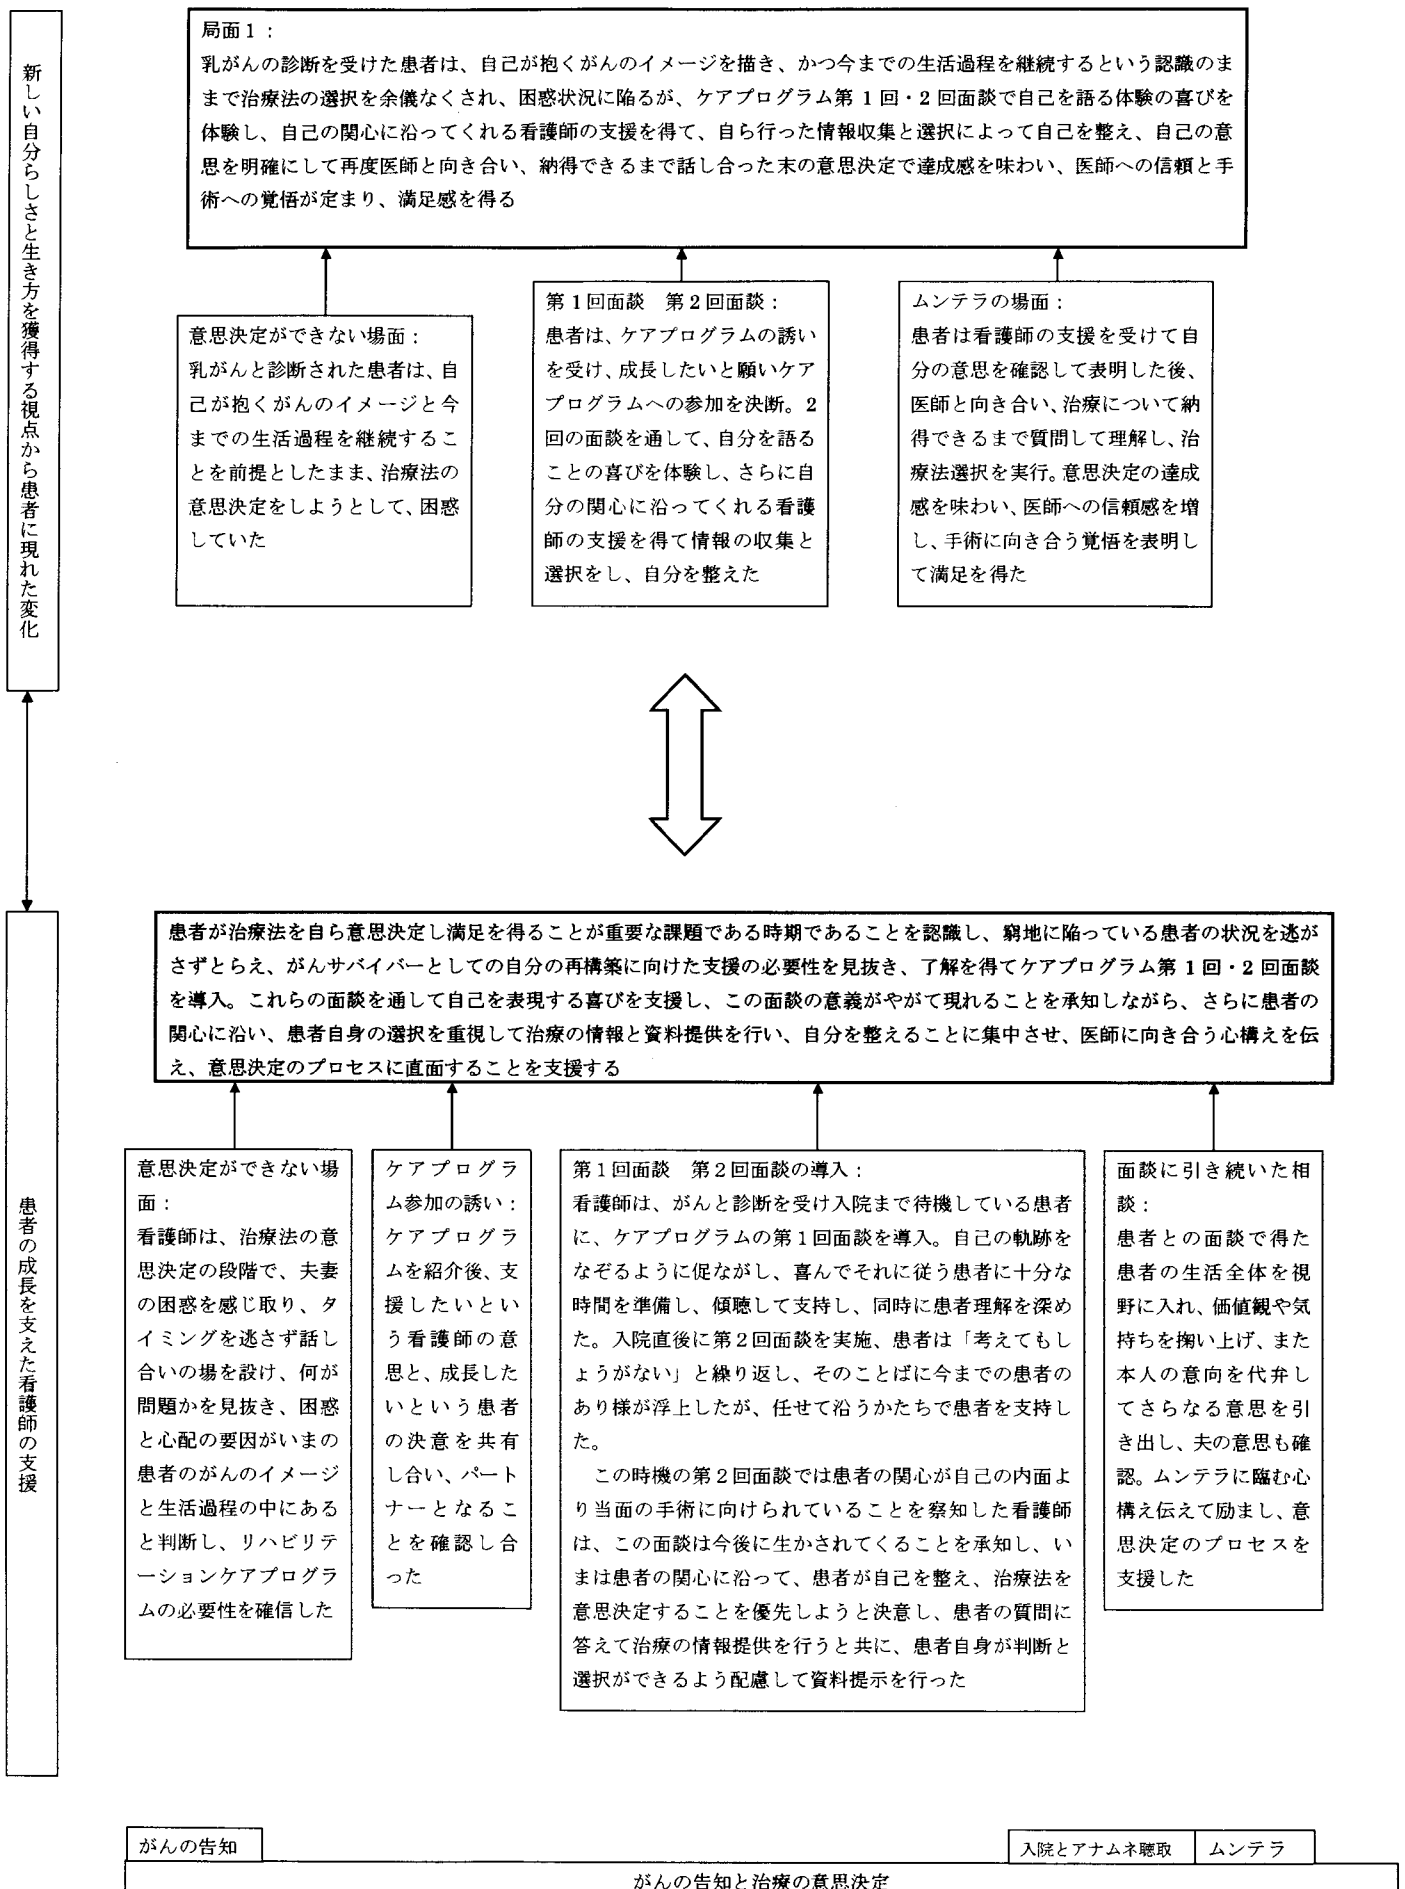 新しい自分らしさと生き方を獲得する視点から患者に現れた変化
局面1：
乳がんの診断を受けた患者は、自己が抱くがんのイメージを描き、かつ今までの生活過程を継続するという認識のま
まで治療法の選択を余儀なくされ、困惑状況に陥るが、ケアプログラム第 1 回・2 回面談で自己を語る体験の喜びを
体験し、自己の関心に沿ってくれる看護師の支援を得て、自ら行った情報収集と選択によって自己を整え、自己の意
思を明確にして再度医師と向き合い、納得できるまで話し合った末の意思決定で達成感を味わい、医師への信頼と手
術への覚悟が定まり、満足感を得る
意思決定ができない場面：
乳がんと診断された患者は、自
己が抱くがんのイメージと今
までの生活過程を継続するこ
とを前提としたまま、治療法の
意思決定をしようとして、困惑
していた
第1回面談　第2回面談：
患者は、ケアプログラムの誘い
を受け、成長したいと願いケア
プログラムへの参加を決断。2
回の面談を通して、自分を語る
ことの喜びを体験し、さらに自
分の関心に沿ってくれる看護
師の支援を得て情報の収集と
選択をし、自分を整えた
ムンテラの場面：
患者は看護師の支援を受けて自
分の意思を確認して表明した後、
医師と向き合い、治療について納
得できるまで質問して理解し、治
療法選択を実行。意思決定の達成
感を味わい、医師への信頼感を増
し、手術に向き合う覚悟を表明し
て満足を得た
患者の成長を支えた看護師の支援
患者が治療法を自ら意思決定し満足を得ることが重要な課題である時期であることを認識し、窮地に陥っている患者の状況を逃が
さずとらえ、がんサバイバーとしての自分の再構築に向けた支援の必要性を見抜き、了解を得てケアプログラム第 1 回・2 回面談
を導入。これらの面談を通して自己を表現する喜びを支援し、この面談の意義がやがて現れることを承知しながら、さらに患者の
関心に沿い、患者自身の選択を重視して治療の情報と資料提供を行い、自分を整えることに集中させ、医師に向き合う心構えを伝
え、意思決定のプロセスに直面することを支援する
意思決定ができない場
面：
看護師は、治療法の意
思決定の段階で、夫妻
の困惑を感じ取り、タ
イミングを逃さず話し
合いの場を設け、何が
問題かを見抜き、困惑
と心配の要因がいまの
患者のがんのイメージ
と生活過程の中にある
と判断し、リハビリテ
ーションケアプログラ
ムの必要性を確信した
ケアプログラ
ム参加の誘い：
ケアプログラ
ムを紹介後、支
援したいとい
う看護師の意
思と、成長した
いという患者
の決意を共有
し合い、パート
ナーとなるこ
とを確認し合
った
第1回面談　第2回面談の導入：
看護師は、がんと診断を受け入院まで待機している患者
に、ケアプログラムの第1回面談を導入。自己の軌跡を
なぞるように促ながし、喜んでそれに従う患者に十分な
時間を準備し、傾聴して支持し、同時に患者理解を深め
た。入院直後に第2回面談を実施、患者は「考えてもし
ょうがない」と繰り返し、そのことばに今までの患者の
あり様が浮上したが、任せて沿うかたちで患者を支持し
た。
この時機の第2回面談では患者の関心が自己の内面よ
り当面の手術に向けられていることを察知した看護師
は、この面談は今後に生かされてくることを承知し、い
まは患者の関心に沿って、患者が自己を整え、治療法を
意思決定することを優先しようと決意し、患者の質問に
答えて治療の情報提供を行うと共に、患者自身が判断と
選択ができるよう配慮して資料提示を行った
面談に引き続いた相
談：
患者との面談で得た
患者の生活全体を視
野に入れ、価値観や気
持ちを掬い上げ、また
本人の意向を代弁し
てさらなる意思を引
き出し、夫の意思も確
認。ムンテラに臨む心
構え伝えて励まし、意
思決定のプロセスを
支援した
がんの告知
入院とアナムネ聴取
ムンテラ
がんの告知と治療の意思決定